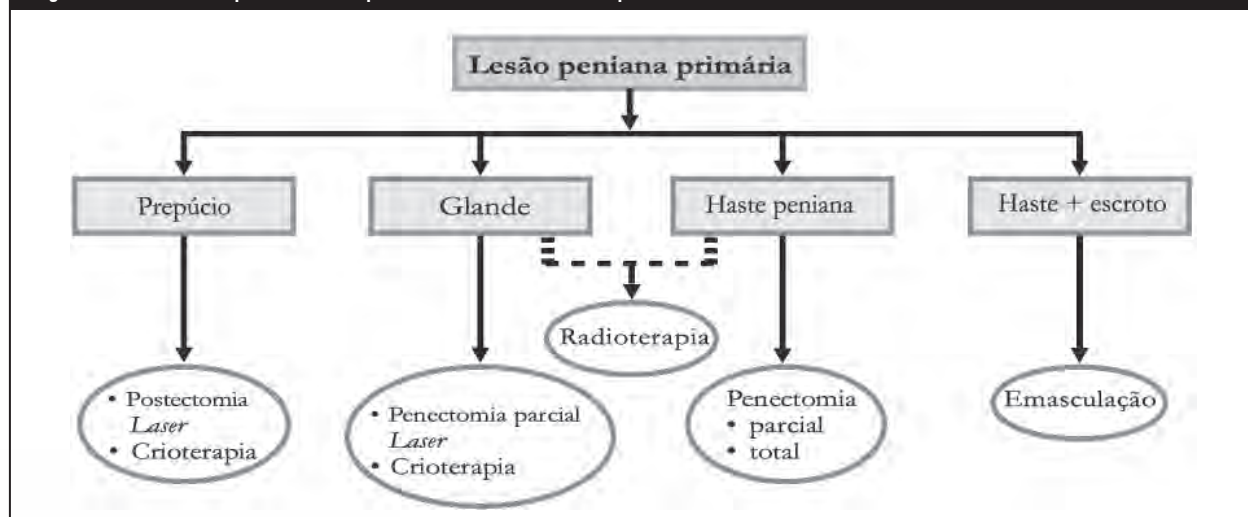 Lesão peniana primária
Prepúcio
Glande
Haste peniana
Haste + escroto
Radioterapia
• Postectomia
Laser
• Crioterapia
• Penectomia parcial
Laser
• Crioterapia
Penectomia
• parcial
• total
Emasculação